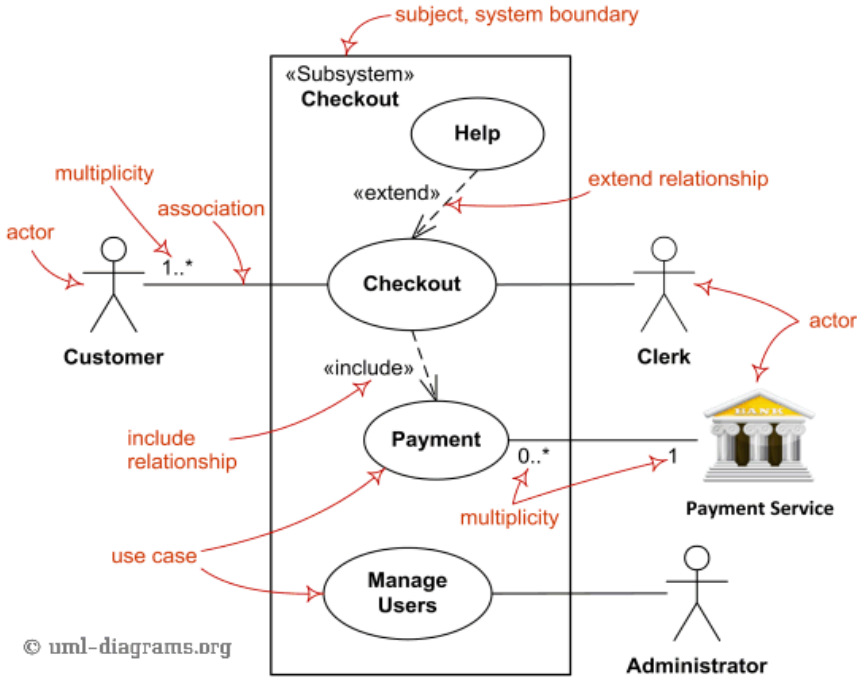 subject, system boundary
«Subsystem»
Checkout
Help
multiplicity
«extend»
extend relationship
association
actor
1..*
Checkout
actor
Customer
Clerk
«include»
BANK
include
relationship
Payment
0..*
1
Payment Service
multiplicity
use case
Manage
Users
© uml-diagrams.org
Administrator